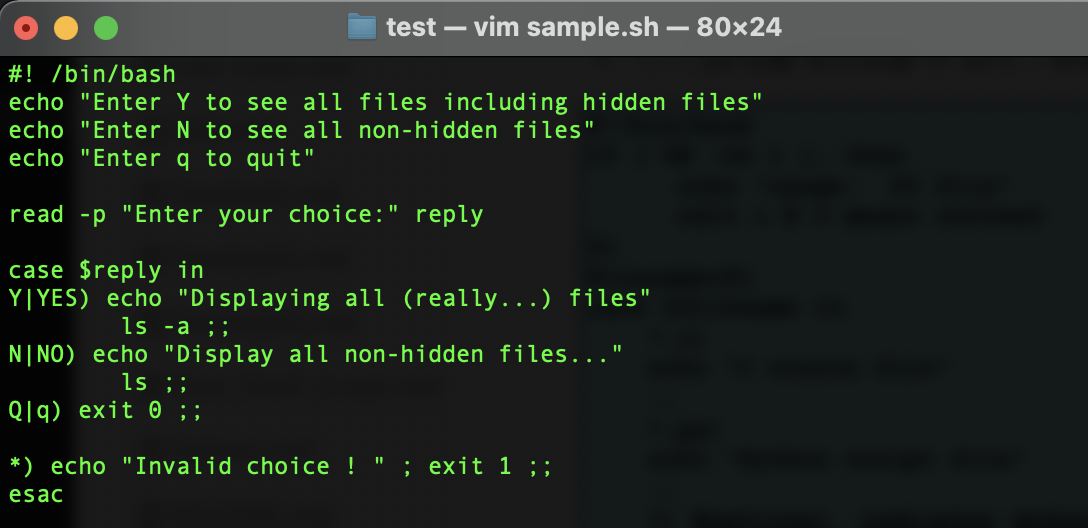 test — vim sample.sh — 80×24
#! /bin/bash
echo "Enter Y to see all files including hidden files"
echo "Enter N to see all non-hidden files"
echo "Enter q to quit"
read -p "Enter your choice:" reply
case $reply in
Y|YES) echo "Displaying all (really...) files"
        ls -a ;;
N|NO) echo "Display all non-hidden files..."
        ls ;;
Q|q) exit 0 ;;
*) echo "Invalid choice ! " ; exit 1 ;;
esac